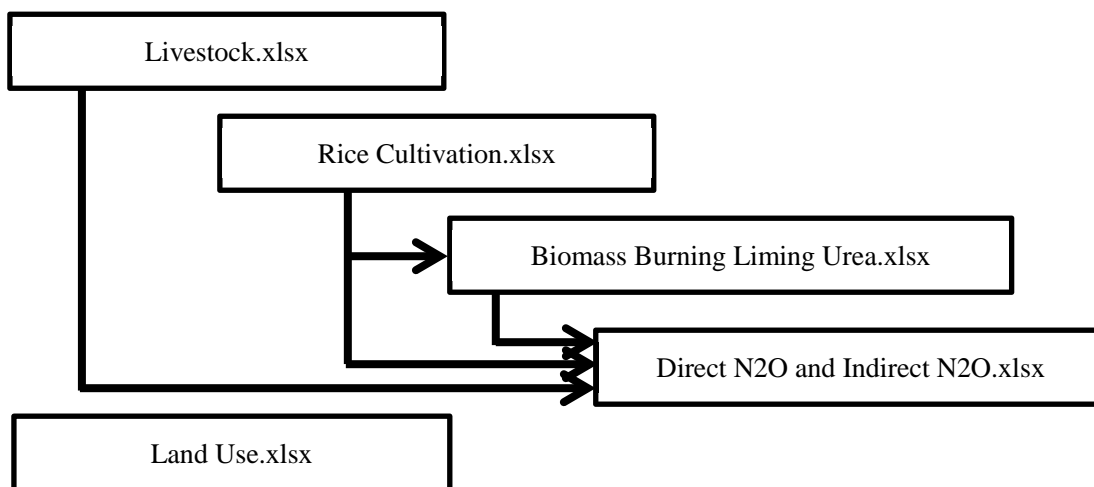 Livestock.xlsx
Rice Cultivation.xlsx
Biomass Burning Liming Urea.xlsx
Direct N2O and Indirect N2O.xlsx
Land Use.xlsx